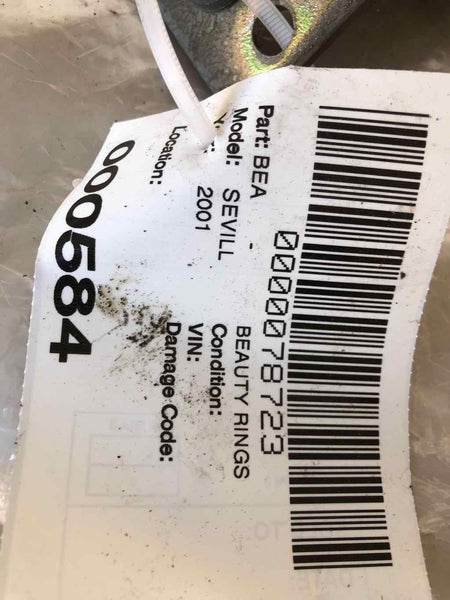 0000078723
Part: BEA - BEAUTY RINGS
Model: SEVILL Condition:
2001 VIN:
Location: Damage Code:
000584